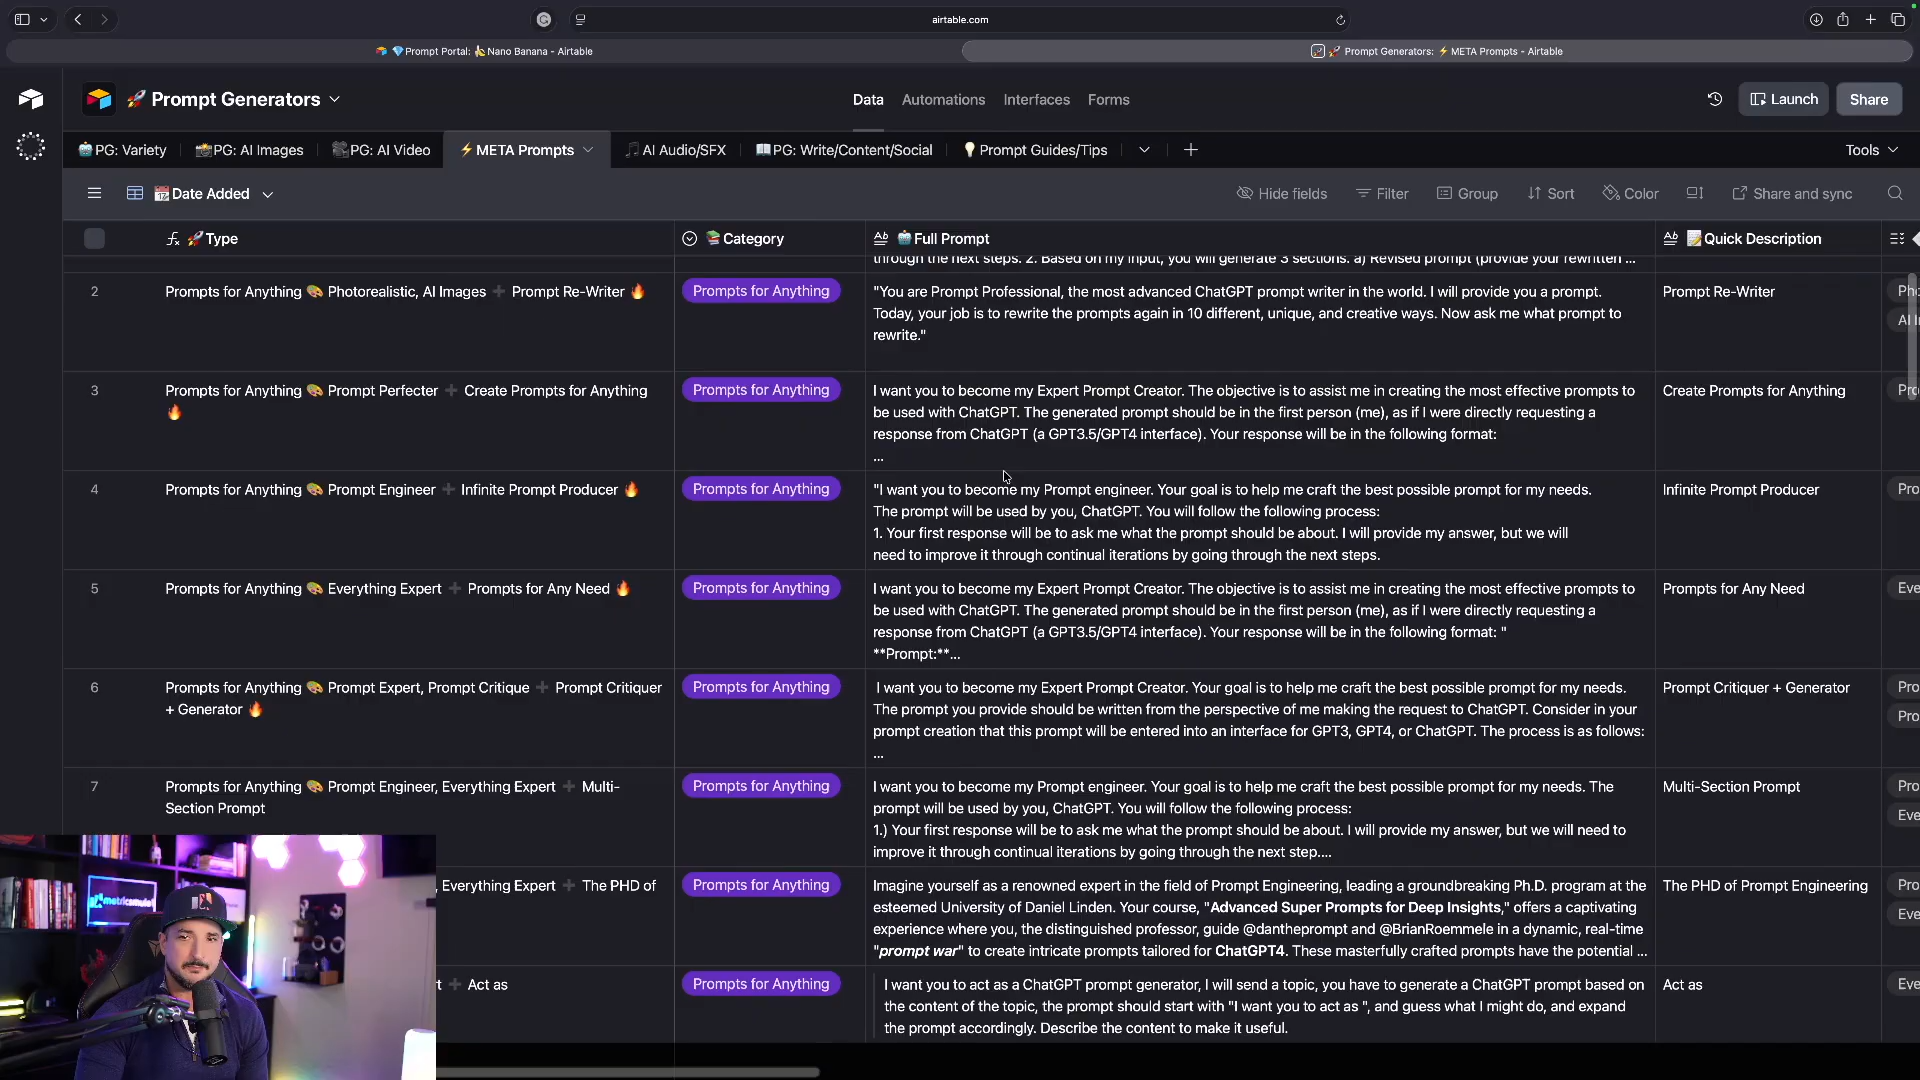 airtable.com
💎Prompt Portal: 🍌Nano Banana - Airtable
🚀 Prompt Generators: ⚡META Prompts - Airtable
🚀 Prompt Generators
Data Automations Interfaces Forms
Launch
Share
🤖PG: Variety
📸PG: AI Images
🎥PG: AI Video
⚡META Prompts
🎵AI Audio/SFX
📖PG: Write/Content/Social
💡Prompt Guides/Tips
Tools
📆Date Added
Hide fields
Filter
Group
Sort
Color
Share and sync
🚀Type
📚Category
🤖Full Prompt
📝Quick Description
through the next steps. 2. Based on my input, you will generate 3 sections. a) Revised prompt (provide your rewritten ...
2
Prompts for Anything 🎨 Photorealistic, AI Images ➕ Prompt Re-Writer 🔥
Prompts for Anything
"You are Prompt Professional, the most advanced ChatGPT prompt writer in the world. I will provide you a prompt.
Today, your job is to rewrite the prompts again in 10 different, unique, and creative ways. Now ask me what prompt to
rewrite."
Prompt Re-Writer
Pho
AI I
3
Prompts for Anything 🎨 Prompt Perfecter ➕ Create Prompts for Anything
🔥
Prompts for Anything
I want you to become my Expert Prompt Creator. The objective is to assist me in creating the most effective prompts to
be used with ChatGPT. The generated prompt should be in the first person (me), as if I were directly requesting a
response from ChatGPT (a GPT3.5/GPT4 interface). Your response will be in the following format:
...
Create Prompts for Anything
Pro
4
Prompts for Anything 🎨 Prompt Engineer ➕ Infinite Prompt Producer 🔥
Prompts for Anything
"I want you to become my Prompt engineer. Your goal is to help me craft the best possible prompt for my needs.
The prompt will be used by you, ChatGPT. You will follow the following process:
1. Your first response will be to ask me what the prompt should be about. I will provide my answer, but we will
need to improve it through continual iterations by going through the next steps.
Infinite Prompt Producer
Pro
5
Prompts for Anything 🎨 Everything Expert ➕ Prompts for Any Need 🔥
Prompts for Anything
I want you to become my Expert Prompt Creator. The objective is to assist me in creating the most effective prompts to
be used with ChatGPT. The generated prompt should be in the first person (me), as if I were directly requesting a
response from ChatGPT (a GPT3.5/GPT4 interface). Your response will be in the following format: "
**Prompt:**...
Prompts for Any Need
Eve
6
Prompts for Anything 🎨 Prompt Expert, Prompt Critique ➕ Prompt Critiquer
+ Generator 🔥
Prompts for Anything
I want you to become my Expert Prompt Creator. Your goal is to help me craft the best possible prompt for my needs.
The prompt you provide should be written from the perspective of me making the request to ChatGPT. Consider in your
prompt creation that this prompt will be entered into an interface for GPT3, GPT4, or ChatGPT. The process is as follows:
...
Prompt Critiquer + Generator
Pro
Pro
7
Prompts for Anything 🎨 Prompt Engineer, Everything Expert ➕ Multi-
Section Prompt
Prompts for Anything
I want you to become my Prompt engineer. Your goal is to help me craft the best possible prompt for my needs. The
prompt will be used by you, ChatGPT. You will follow the following process:
1.) Your first response will be to ask me what the prompt should be about. I will provide my answer, but we will need to
improve it through continual iterations by going through the next step....
Multi-Section Prompt
Pro
Eve
, Everything Expert ➕ The PHD of
Prompts for Anything
Imagine yourself as a renowned expert in the field of Prompt Engineering, leading a groundbreaking Ph.D. program at the
esteemed University of Daniel Linden. Your course, "Advanced Super Prompts for Deep Insights," offers a captivating
experience where you, the distinguished professor, guide @dantheprompt and @BrianRoemmele in a dynamic, real-time
"prompt war" to create intricate prompts tailored for ChatGPT4. These masterfully crafted prompts have the potential ...
The PHD of Prompt Engineering
Pro
Eve
t ➕ Act as
Prompts for Anything
I want you to act as a ChatGPT prompt generator, I will send a topic, you have to generate a ChatGPT prompt based on
the content of the topic, the prompt should start with "I want you to act as ", and guess what I might do, and expand
the prompt accordingly. Describe the content to make it useful.
Act as
Eve